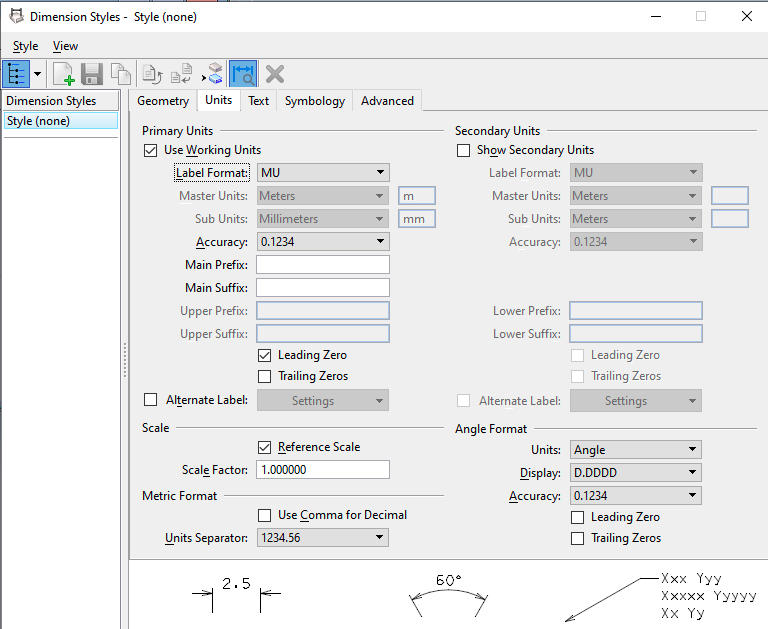 Dimension Styles - Style (none)
Style View
Dimension Styles
Style (none)
Geometry Units Text Symbology Advanced
Primary Units
Use Working Units
Label Format: MU
Master Units: Meters m
Sub Units: Millimeters mm
Accuracy: 0.1234
Main Prefix:
Main Suffix:
Upper Prefix:
Upper Suffix:
Leading Zero
Trailing Zeros
Alternate Label: Settings
Scale
Reference Scale
Scale Factor: 1.000000
Metric Format
Use Comma for Decimal
Units Separator: 1234.56
Secondary Units
Show Secondary Units
Label Format: MU
Master Units: Meters
Sub Units: Meters
Accuracy: 0.1234
Lower Prefix:
Lower Suffix:
Leading Zero
Trailing Zeros
Alternate Label: Settings
Angle Format
Units: Angle
Display: D.DDDD
Accuracy: 0.1234
Leading Zero
Trailing Zeros
2.5
60°
Xxx Yyy
Xxxxx Yyyyy
Xx Yy